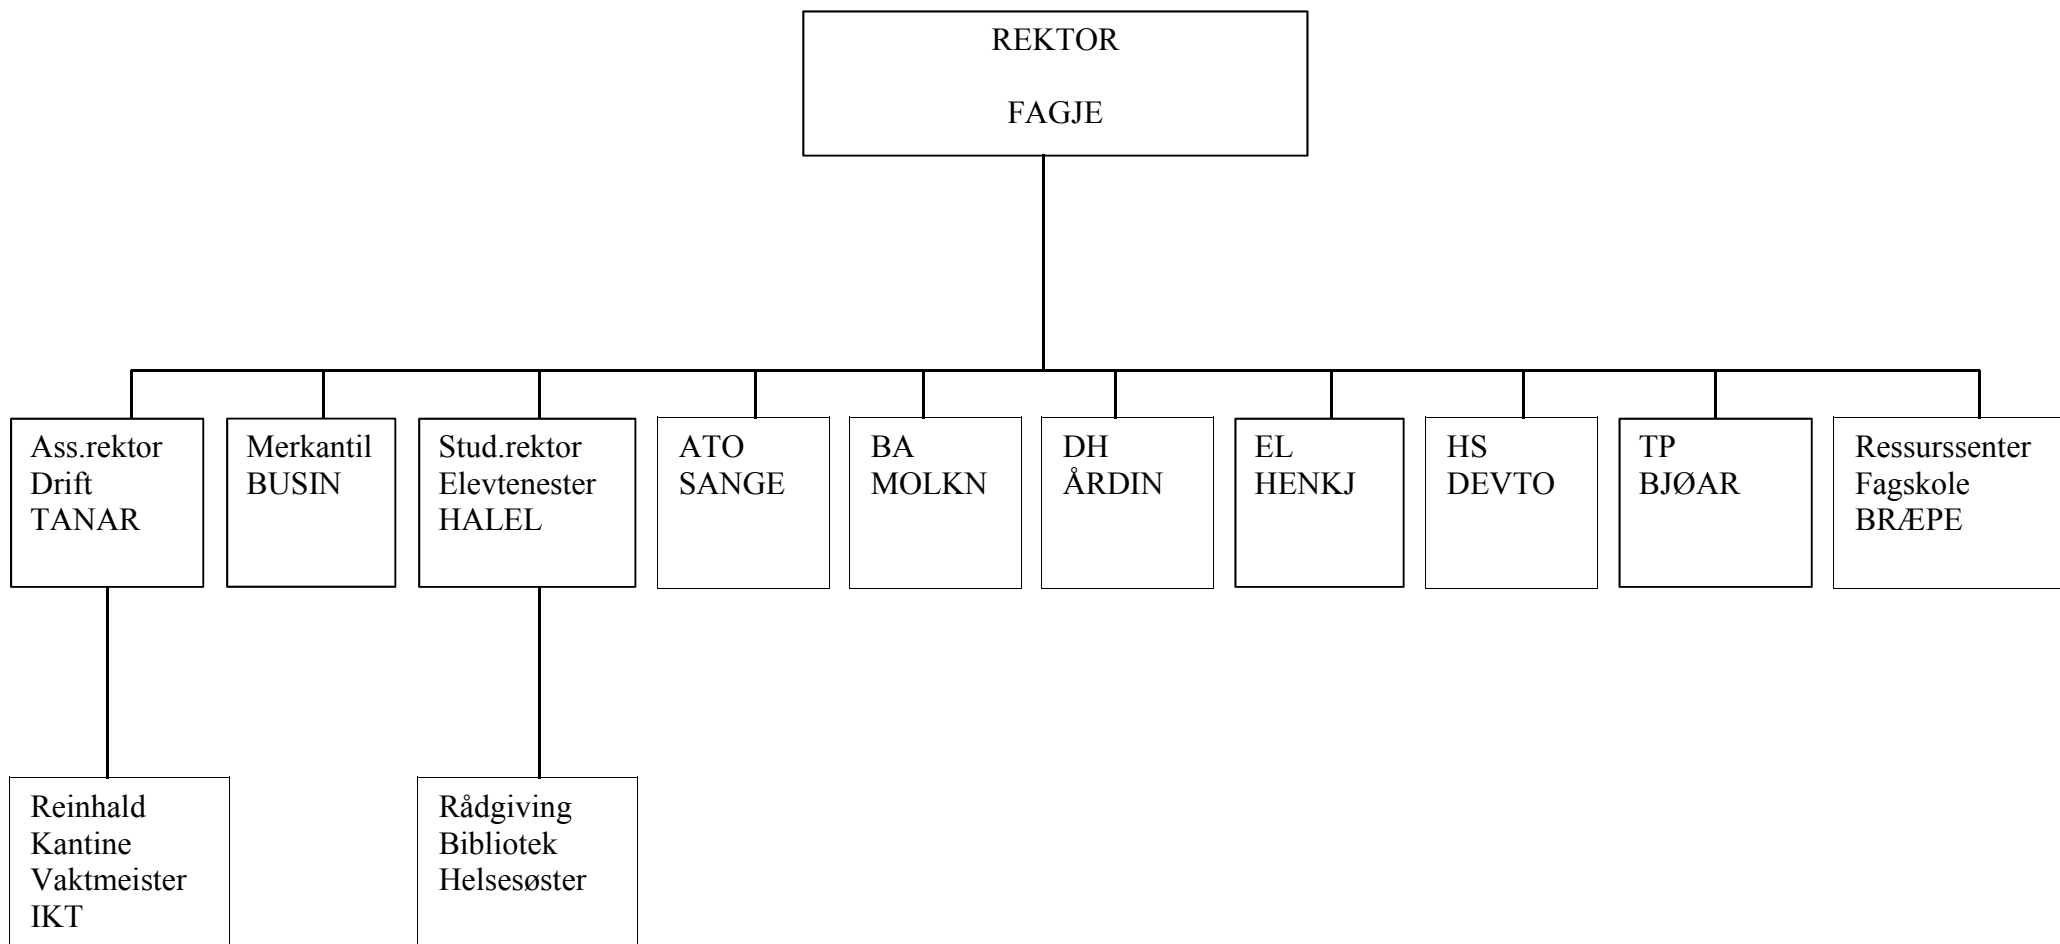 REKTOR
FAGJE
Ass.rektor
Drift
TANAR
Merkantil
BUSIN
Stud.rektor
Elevtenester
HALEL
ATO
SANGE
BA
MOLKN
DH
ÅRDIN
EL
HENKJ
HS
DEVTO
TP
BJØAR
Ressurssenter
Fagskole
BRÆPE
Reinhald
Kantine
Vaktmeister
IKT
Rådgiving
Bibliotek
Helsesøster